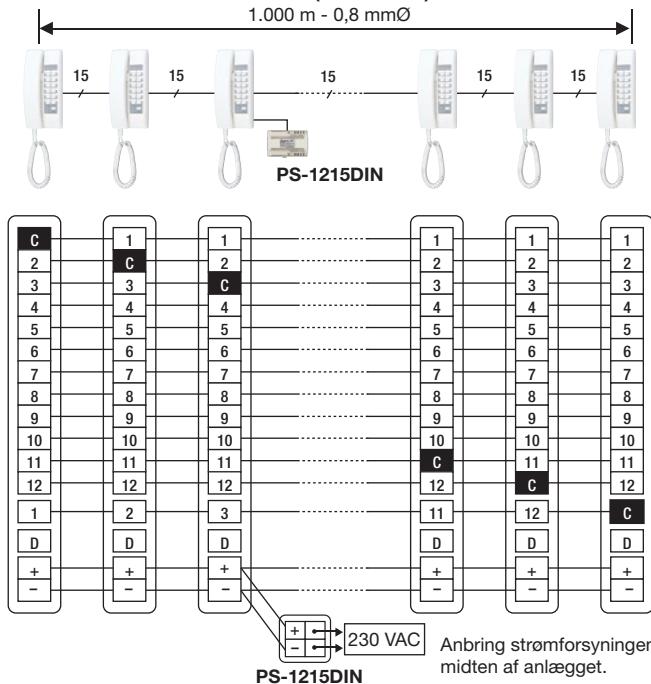 1.000 m - 0,8 mmØ
15 15 15 15 15
PS-1215DIN
C 1 1 1 1 1
2 C 2 2 2 2
3 3 C 3 3 3
4 4 4 4 4 4
5 5 5 5 5 5
6 6 6 6 6 6
7 7 7 7 7 7
8 8 8 8 8 8
9 9 9 9 9 9
10 10 10 10 10 10
11 11 11 C 11 11
12 12 12 12 C 12
1 2 3 11 12 C
D D D D D D
+ + + + + +
− − − − − −
+
−
230 VAC
PS-1215DIN
Anbring strømforsyningen
midten af anlægget.